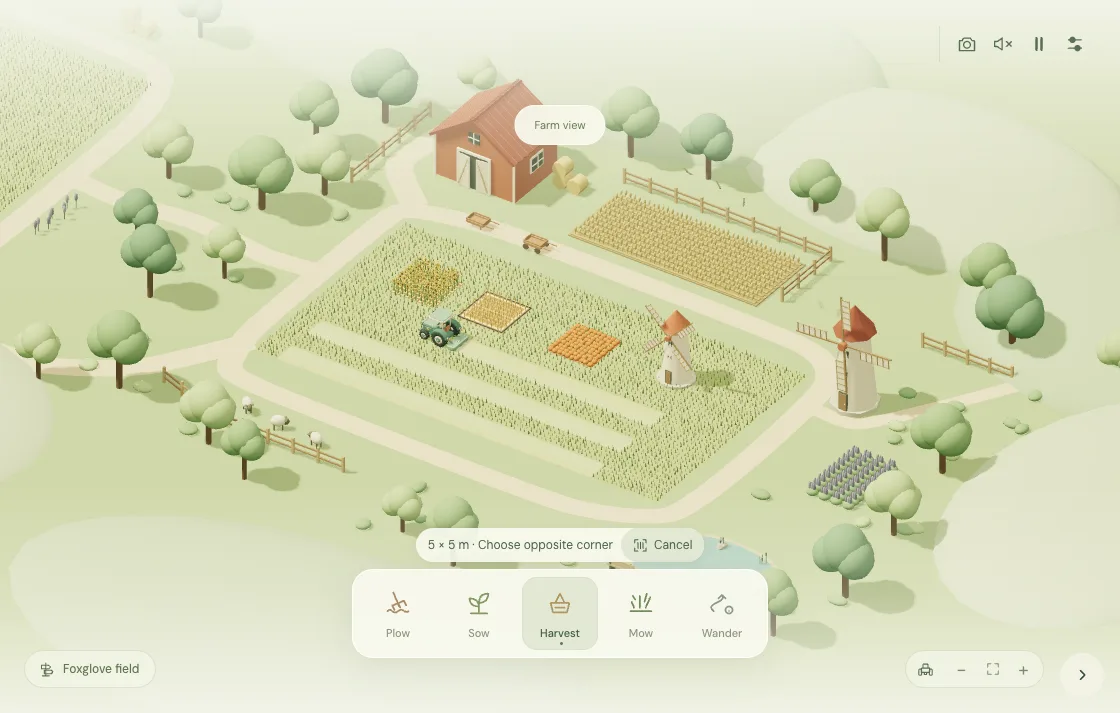 Farm view
5 × 5 m · Choose opposite corner
Cancel
Plow
Sow
Harvest
Mow
Wander
Foxglove field